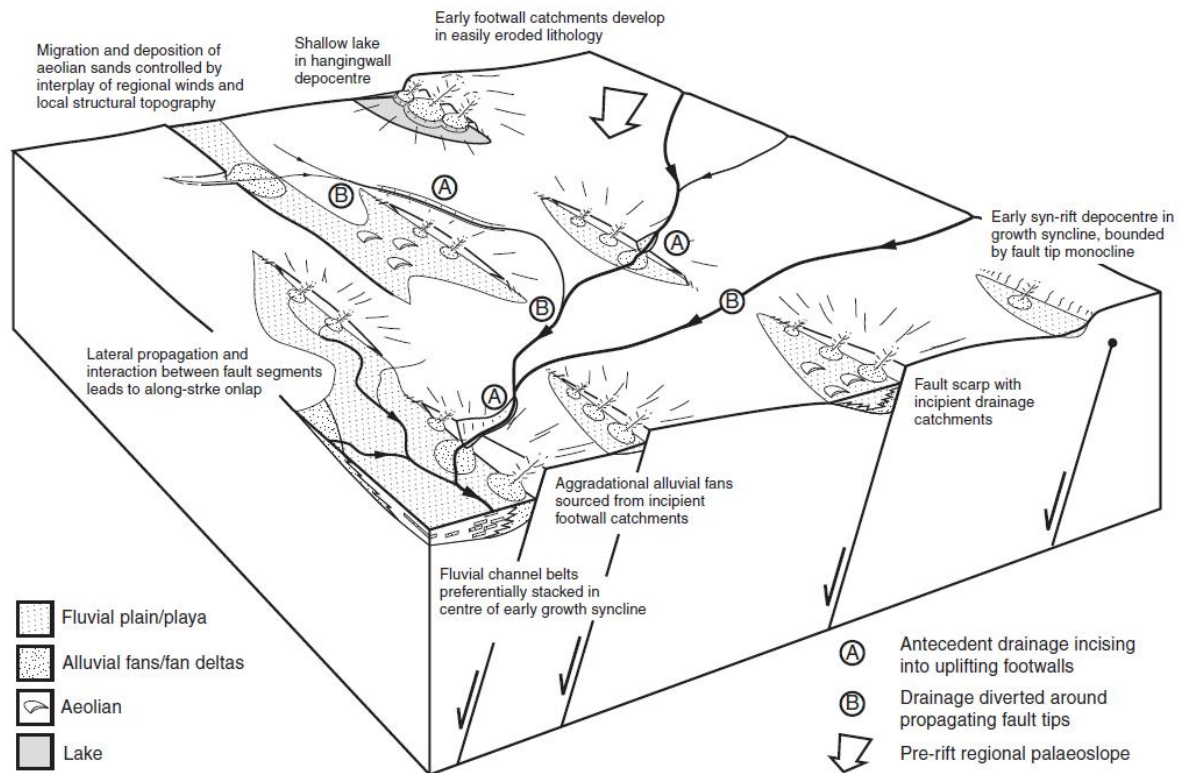 Early footwall catchments develop
in easily eroded lithology
Migration and deposition of
aeolian sands controlled by
interplay of regional winds and
local structural topography
Shallow lake
in hangingwall
depocentre
A
B
A
Early syn-rift depocentre in
growth syncline, bounded
by fault tip monocline
B
B
Lateral propagation and
interaction between fault segments
leads to along-strke onlap
A
Fault scarp with
incipient drainage
catchments
Aggradational alluvial fans
sourced from incipient
footwall catchments
Fluvial channel belts
preferentially stacked in
centre of early growth syncline
Fluvial plain/playa
Alluvial fans/fan deltas
Aeolian
Lake
A
Antecedent drainage incising
into uplifting footwalls
B
Drainage diverted around
propagating fault tips
Pre-rift regional palaeoslope